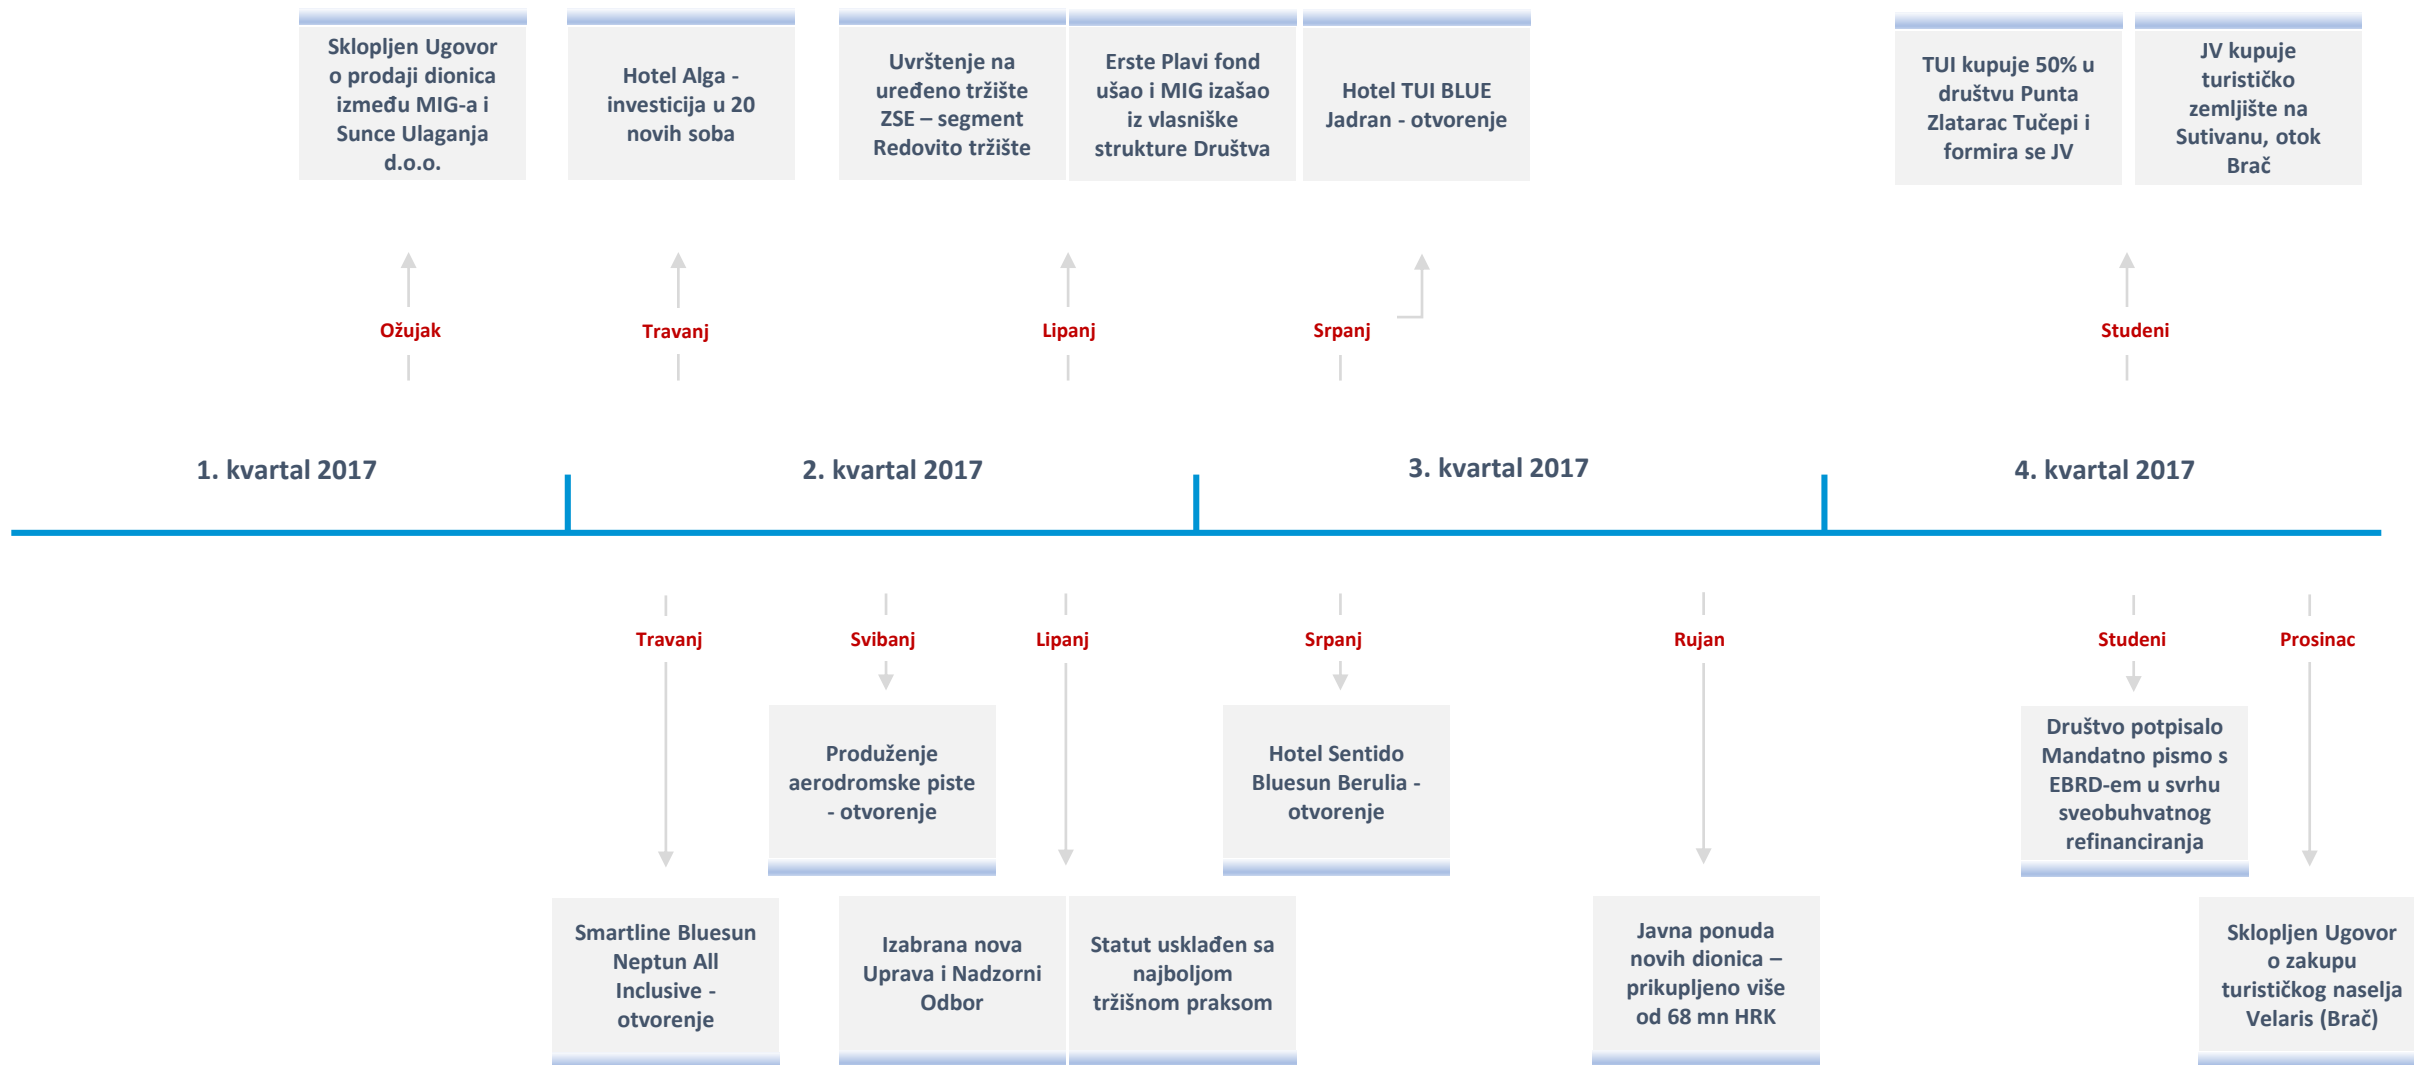 Sklopljen Ugovor
o prodaji dionica
između MIG-a i
Sunce Ulaganja
d.o.o.
Hotel Alga -
investicija u 20
novih soba
Uvrštenje na
uređeno tržište
ZSE – segment
Redovito tržište
Erste Plavi fond
ušao i MIG izašao
iz vlasniške
strukture Društva
Hotel TUI BLUE
Jadran - otvorenje
TUI kupuje 50% u
društvu Punta
Zlatarac Tučepi i
formira se JV
JV kupuje
turističko
zemljište na
Sutivanu, otok
Brač
Ožujak
Travanj
Lipanj
Srpanj
Studeni
1. kvartal 2017
2. kvartal 2017
3. kvartal 2017
4. kvartal 2017
Travanj
Svibanj
Lipanj
Srpanj
Rujan
Studeni
Prosinac
Produženje
aerodromske piste
- otvorenje
Hotel Sentido
Bluesun Berulia -
otvorenje
Društvo potpisalo
Mandatno pismo s
EBRD-em u svrhu
sveobuhvatnog
refinanciranja
Smartline Bluesun
Neptun All
Inclusive -
otvorenje
Izabrana nova
Uprava i Nadzorni
Odbor
Statut usklađen sa
najboljom
tržišnom praksom
Javna ponuda
novih dionica –
prikupljeno više
od 68 mn HRK
Sklopljen Ugovor
o zakupu
turističkog naselja
Velaris (Brač)